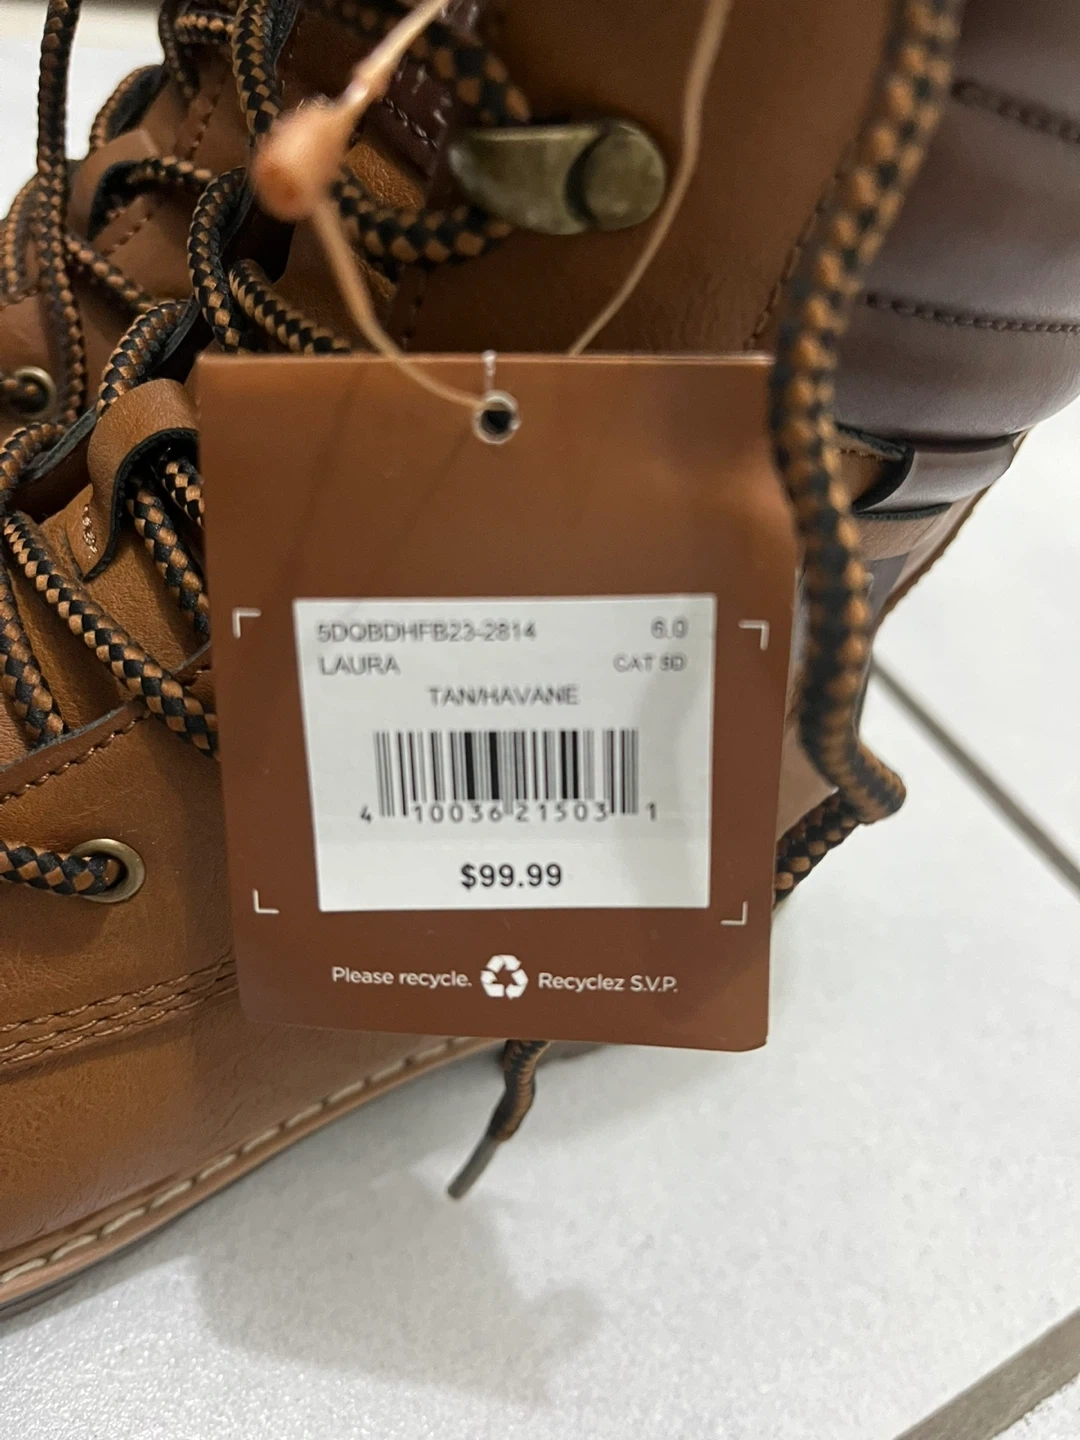 5DOBDHFB23-2814 6.0
LAURA CAT 5D
TAN/HAVANE
4 10036 21503 1
$99.99
Please recycle. Recyclez S.V.P.